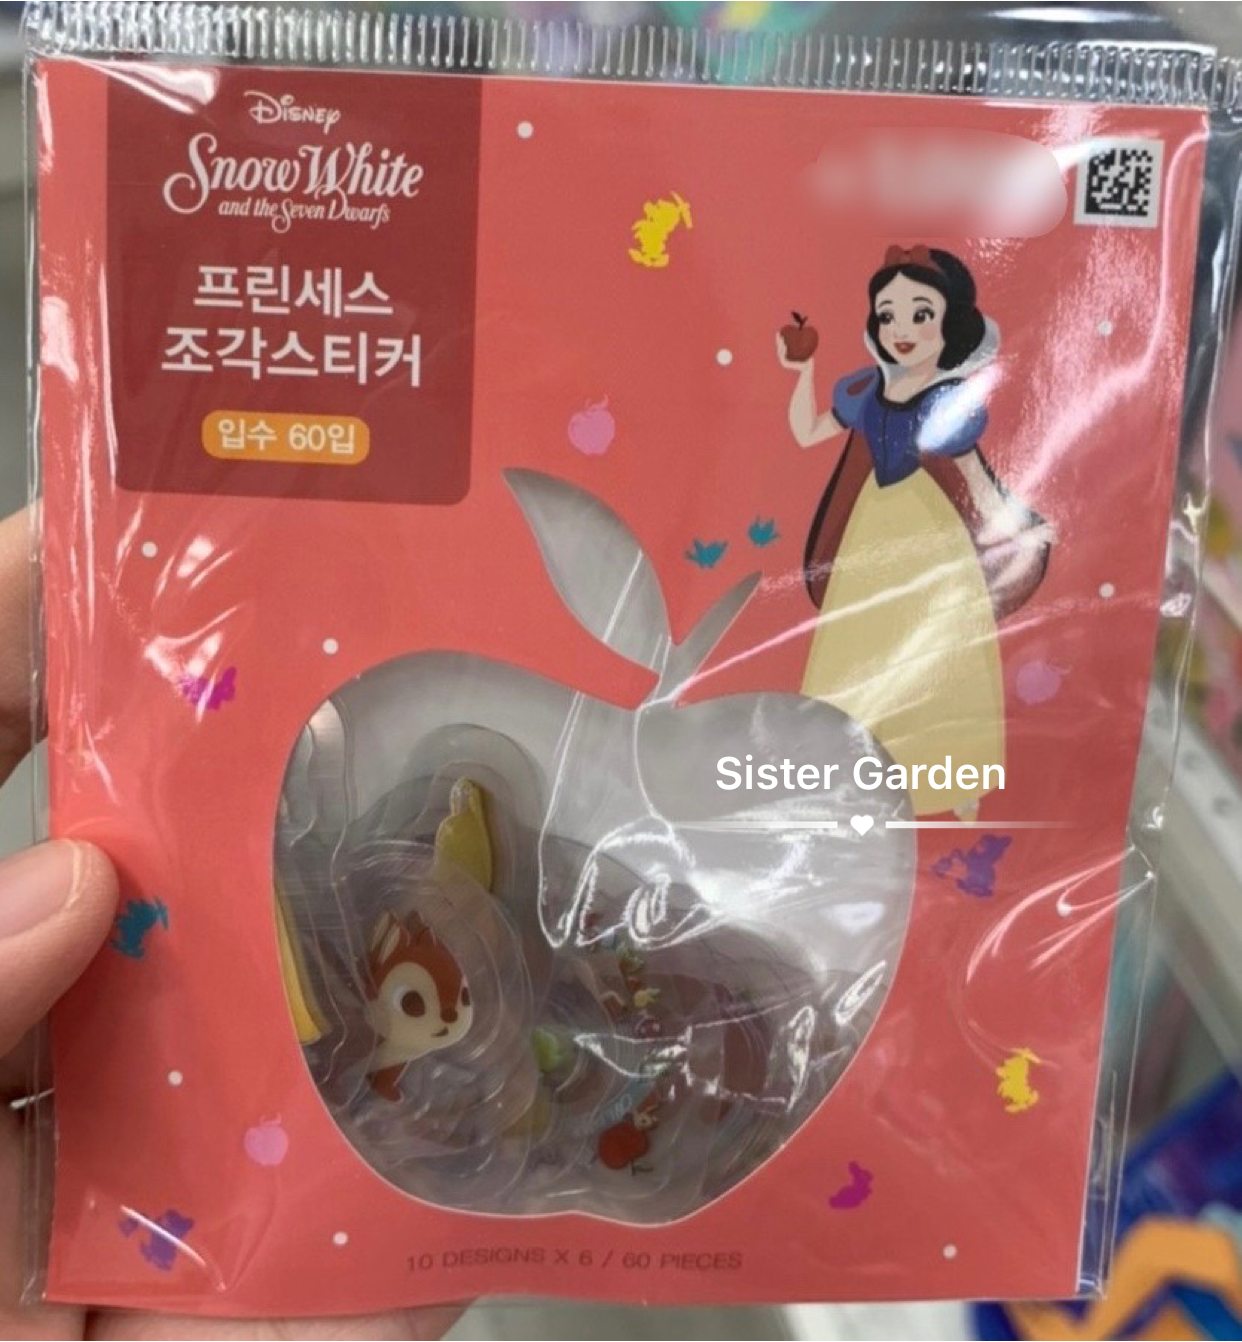 Disney
Snow White
and the Seven Dwarfs
프린세스
조각스티커
입수 60입
Sister Garden
10 DESIGNS X 6 / 60 PIECES